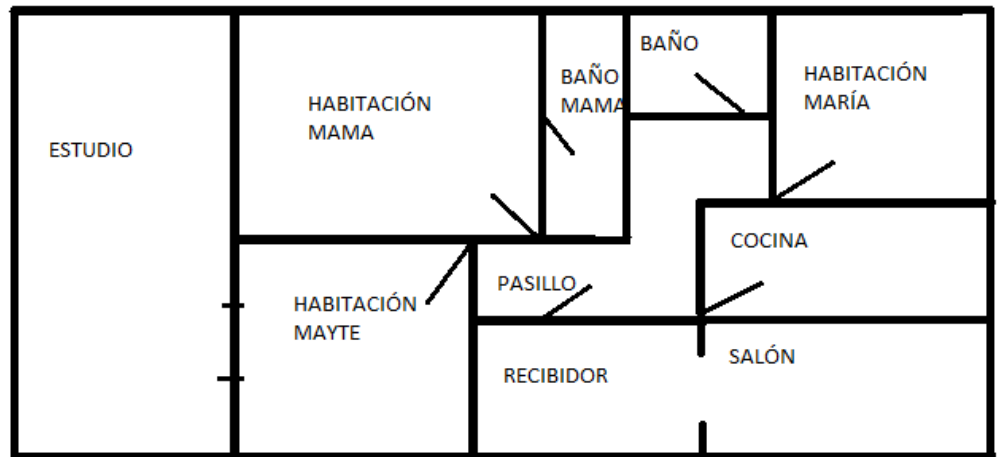 BAÑO
HABITACIÓN
MARÍA
BAÑO
MAMA
HABITACIÓN
MAMA
ESTUDIO
COCINA
PASILLO
HABITACIÓN
MAYTE
SALÓN
RECIBIDOR